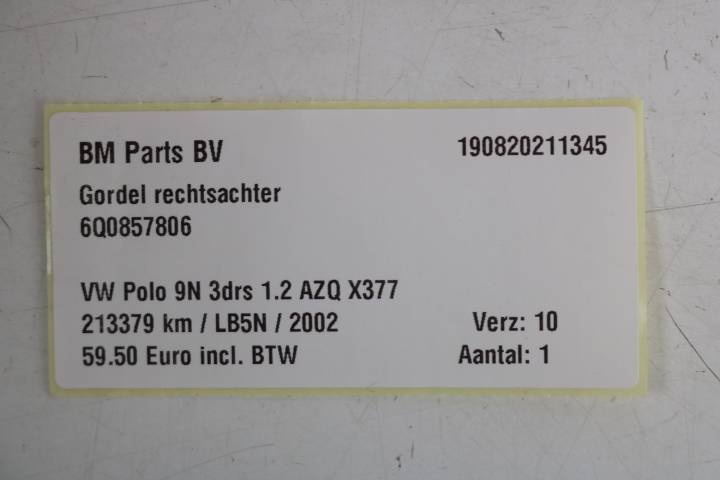 BM Parts BV 190820211345
Gordel rechtsachter
6Q0857806
VW Polo 9N 3drs 1.2 AZQ X377
213379 km / LB5N / 2002 Verz: 10
59.50 Euro incl. BTW Aantal: 1